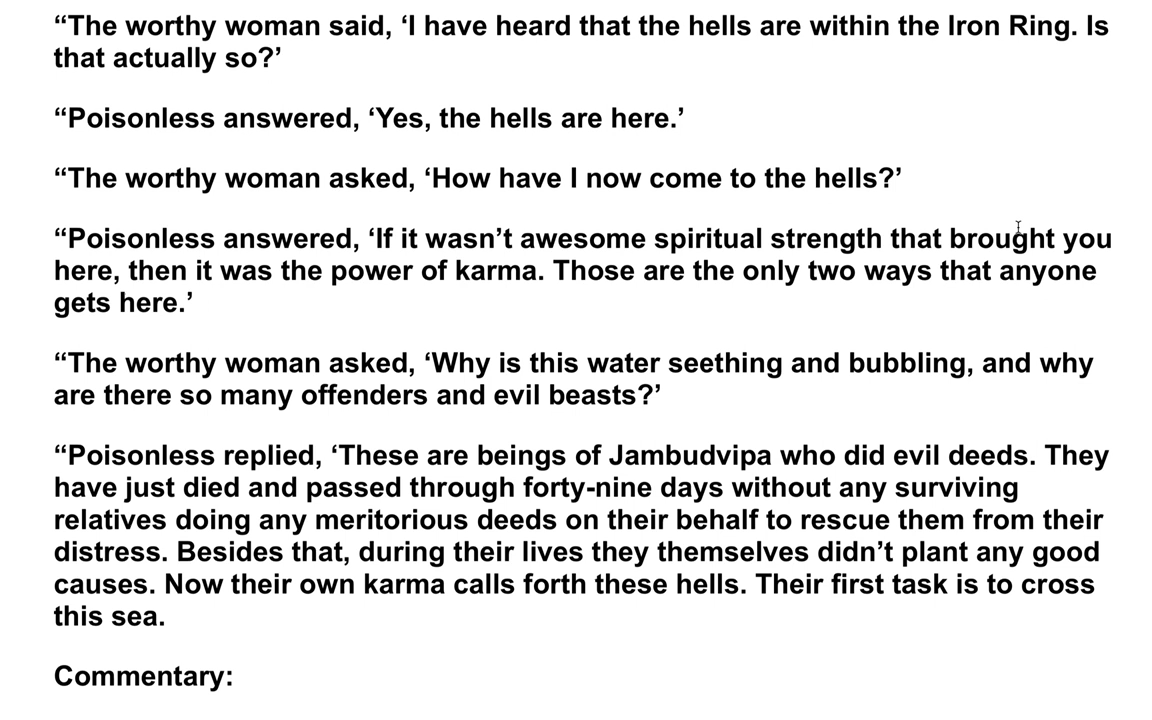 “The worthy woman said, ‘I have heard that the hells are within the Iron Ring. Is
that actually so?’
“Poisonless answered, ‘Yes, the hells are here.’
“The worthy woman asked, ‘How have I now come to the hells?’
“Poisonless answered, ‘If it wasn’t awesome spiritual strength that brought you
here, then it was the power of karma. Those are the only two ways that anyone
gets here.’
“The worthy woman asked, ‘Why is this water seething and bubbling, and why
are there so many offenders and evil beasts?’
“Poisonless replied, ‘These are beings of Jambudvipa who did evil deeds. They
have just died and passed through forty-nine days without any surviving
relatives doing any meritorious deeds on their behalf to rescue them from their
distress. Besides that, during their lives they themselves didn’t plant any good
causes. Now their own karma calls forth these hells. Their first task is to cross
this sea.
Commentary: